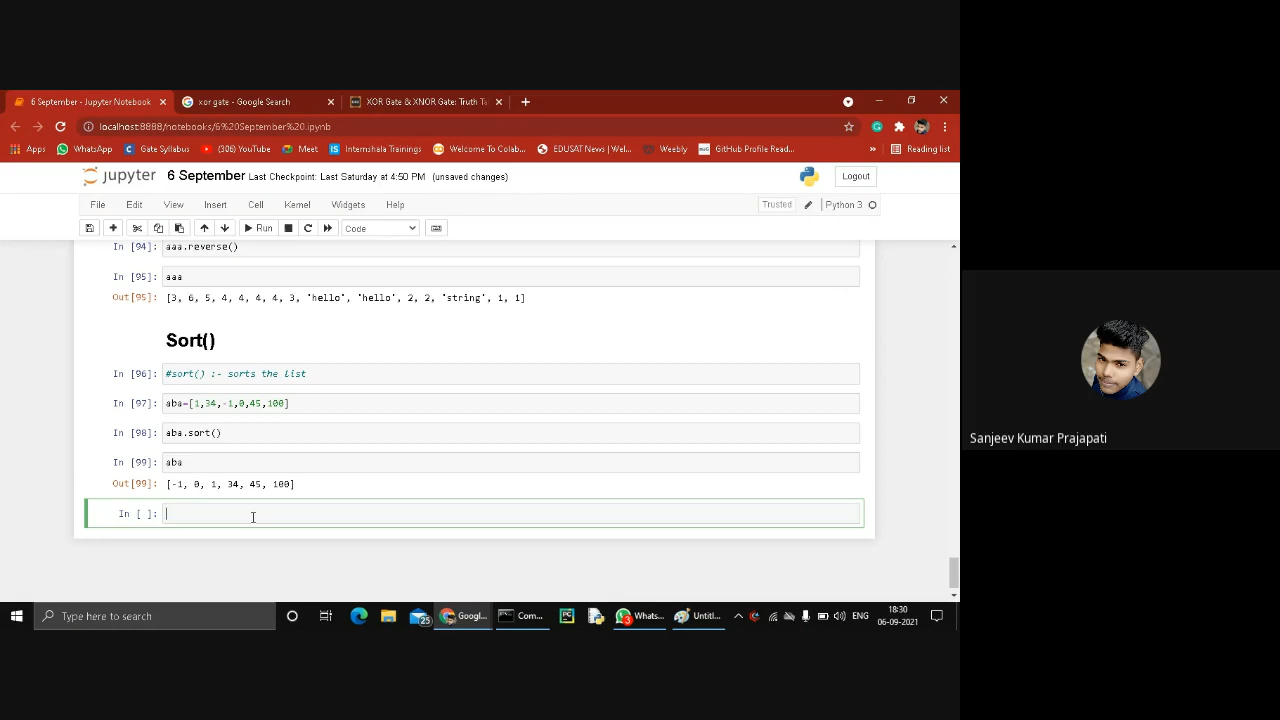 6 September - Jupyter Notebook
xor gate - Google Search
XOR Gate & XNOR Gate: Truth Ta
localhost:8888/notebooks/6%20September%20.ipynb
Apps
WhatsApp
Gate Syllabus
(306) YouTube
Meet
Internshala Trainings
Welcome To Colab...
EDUSAT News | Wel...
Weebly
GitHub Profile Read...
»
Reading list
jupyter 6 September Last Checkpoint: Last Saturday at 4:50 PM (unsaved changes)
Logout
File Edit View Insert Cell Kernel Widgets Help
Trusted
Python 3
Run
Code
In [94]: aaa.reverse()
In [95]: aaa
Out[95]: [3, 6, 5, 4, 4, 4, 4, 3, 'hello', 'hello', 2, 2, 'string', 1, 1]
Sort()
In [96]: #sort() :- sorts the list
In [97]: aba=[1,34,-1,0,45,100]
In [98]: aba.sort()
In [99]: aba
Out[99]: [-1, 0, 1, 34, 45, 100]
In [ ]:
Sanjeev Kumar Prajapati
Type here to search
25
Googl...
Com...
3
Whats...
Untitl...
ENG
18:30
06-09-2021